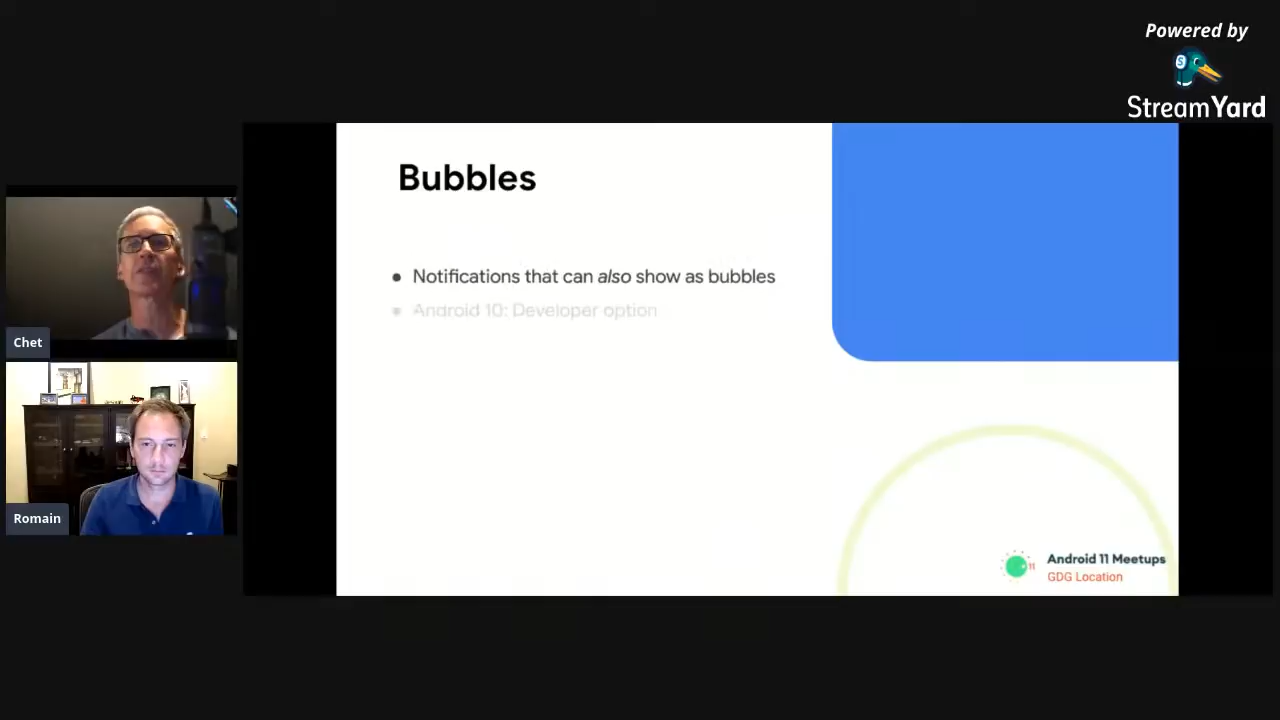 Powered by
StreamYard
Bubbles
Notifications that can also show as bubbles
Android 10: Developer option
Chet
Romain
Android 11 Meetups
GDG Location